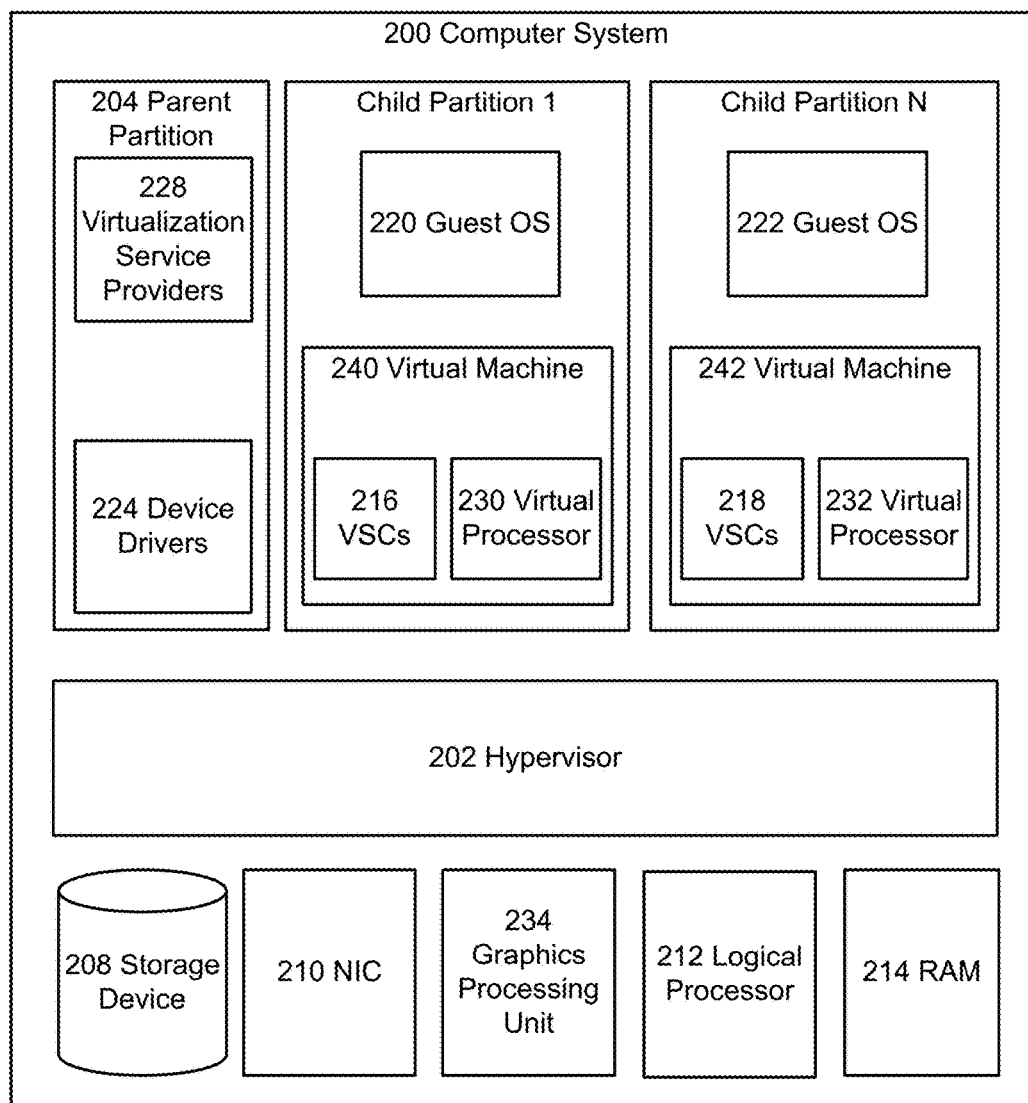 200 Computer System
204 Parent
Partition
228
Virtualization
Service
Providers
224 Device
Drivers
Child Partition 1
220 Guest OS
240 Virtual Machine
216
VSCs
230 Virtual
Processor
Child Partition N
222 Guest OS
242 Virtual Machine
218
VSCs
232 Virtual
Processor
202 Hypervisor
208 Storage
Device
210 NIC
234
Graphics
Processing
Unit
212 Logical
Processor
214 RAM